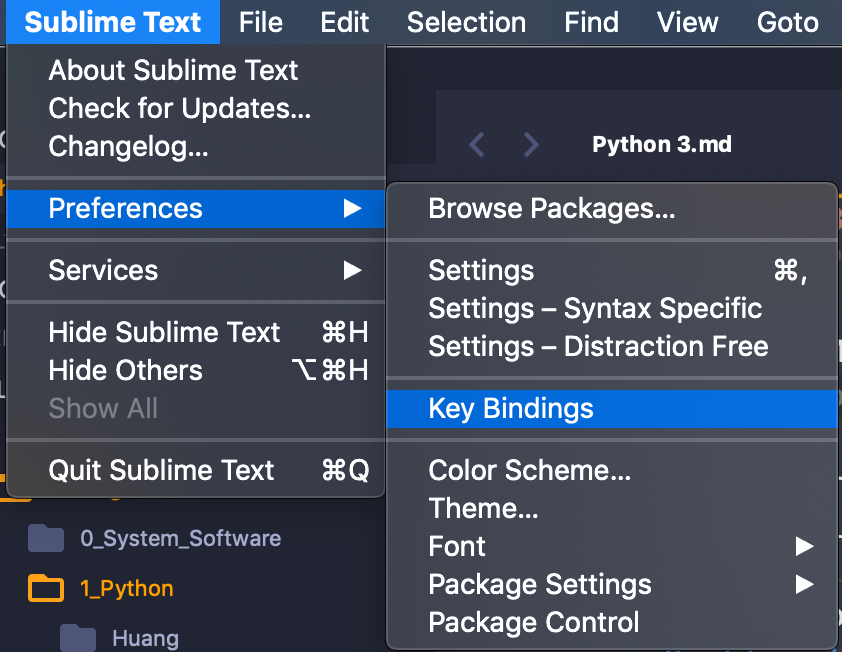 Sublime Text File Edit Selection Find View Goto
About Sublime Text
Check for Updates...
Changelog...
Python 3.md
Preferences ▶
Services ▶
Hide Sublime Text ⌘H
Hide Others ⌥⌘H
Show All
Quit Sublime Text ⌘Q
Browse Packages...
Settings ⌘,
Settings – Syntax Specific
Settings – Distraction Free
Key Bindings
Color Scheme...
Theme...
Font ▶
Package Settings ▶
Package Control
0_System_Software
1_Python
Huang